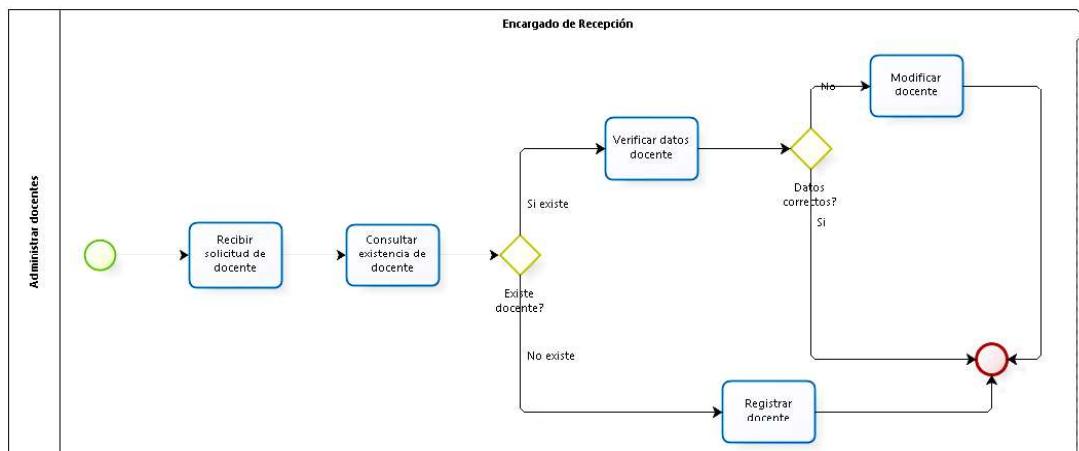 Encargado de Recepción
Administrar docentes
Recibir
solicitud de
docente
Consultar
existencia de
docente
Existe
docente?
Si existe
No existe
Verificar datos
docente
Datos
correctos?
No
Si
Modificar
docente
Registrar
docente